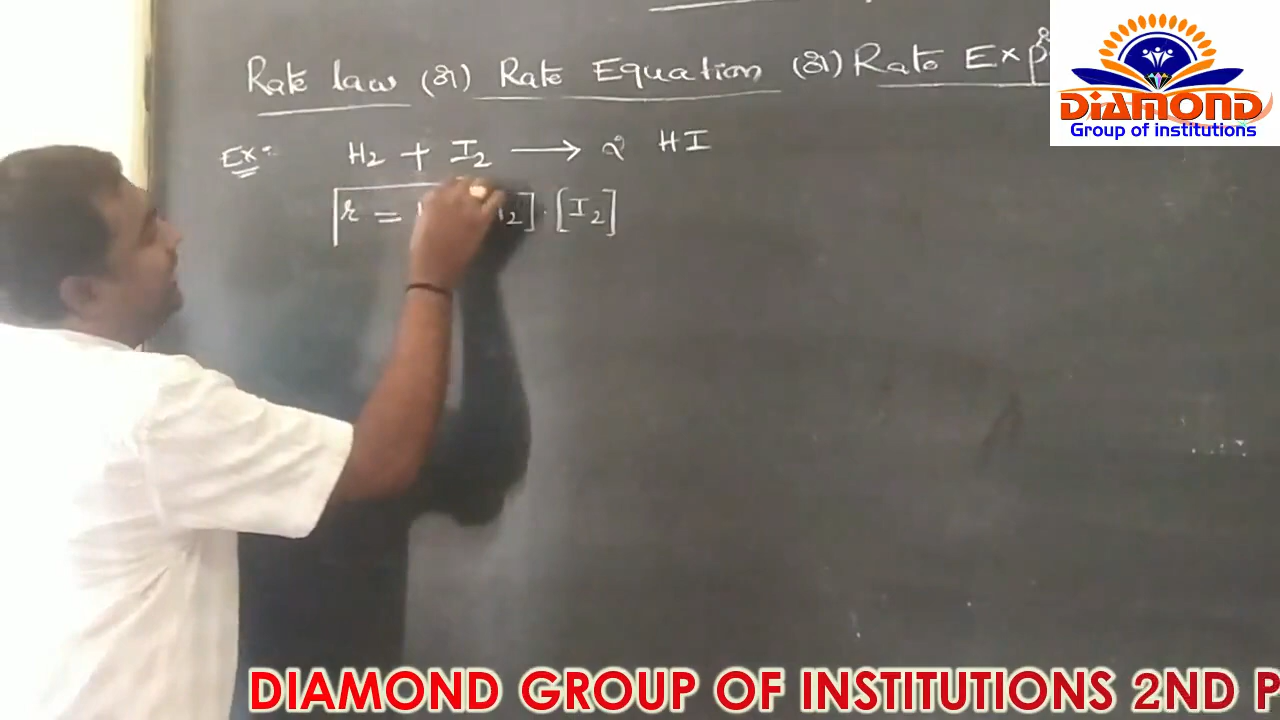 Rate law (or) Rate Equation (or) Rate Exp
Ex:- H2 + I2 → 2 HI
r = 2] · [I2]
DIAMOND
Group of institutions
DIAMOND GROUP OF INSTITUTIONS 2ND P